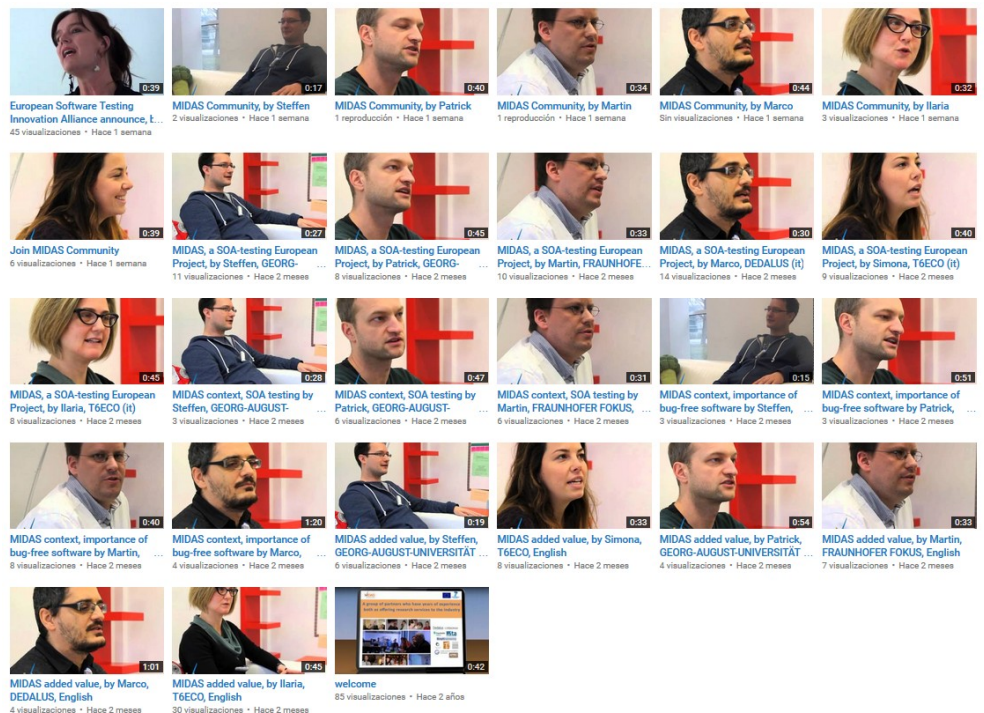 0:39
0:17
0:40
0:34
0:44
0:32
European Software Testing
Innovation Alliance announce, t...
45 visualizaciones • Hace 1 semana
MIDAS Community, by Steffen
2 visualizaciones • Hace 1 semana
MIDAS Community, by Patrick
1 reproducción • Hace 1 semana
MIDAS Community, by Martin
1 reproducción • Hace 1 semana
MIDAS Community, by Marco
Sin visualizaciones • Hace 1 semana
MIDAS Community, by Ilaria
3 visualizaciones • Hace 1 semana
0:39
0:27
0:45
0:33
0:30
0:40
Join MIDAS Community
6 visualizaciones • Hace 1 semana
MIDAS, a SOA-testing European
Project, by Steffen, GEORG- ...
11 visualizaciones • Hace 2 meses
MIDAS, a SOA-testing European
Project, by Patrick, GEORG- ...
8 visualizaciones • Hace 2 meses
MIDAS, a SOA-testing European
Project, by Martin, FRAUNHOFE...
10 visualizaciones • Hace 2 meses
MIDAS, a SOA-testing European
Project, by Marco, DEDALUS (it)
14 visualizaciones • Hace 2 meses
MIDAS, a SOA-testing European
Project, by Simona, T6ECO (it)
9 visualizaciones • Hace 2 meses
0:45
0:28
0:47
0:31
0:15
0:51
MIDAS, a SOA-testing European
Project, by Ilaria, T6ECO (it)
8 visualizaciones • Hace 2 meses
MIDAS context, SOA testing by
Steffen, GEORG-AUGUST- ...
3 visualizaciones • Hace 2 meses
MIDAS context, SOA testing by
Patrick, GEORG-AUGUST- ...
6 visualizaciones • Hace 2 meses
MIDAS context, SOA testing by
Martin, FRAUNHOFER FOKUS, ...
6 visualizaciones • Hace 2 meses
MIDAS context, importance of
bug-free software by Steffen, ...
3 visualizaciones • Hace 2 meses
MIDAS context, importance of
bug-free software by Patrick, ...
3 visualizaciones • Hace 2 meses
0:40
1:20
0:19
0:33
0:54
0:33
MIDAS context, importance of
bug-free software by Martin, ...
8 visualizaciones • Hace 2 meses
MIDAS context, importance of
bug-free software by Marco, ...
4 visualizaciones • Hace 2 meses
MIDAS added value, by Steffen,
GEORG-AUGUST-UNIVERSITÄT ...
6 visualizaciones • Hace 2 meses
MIDAS added value, by Simona,
T6ECO, English
8 visualizaciones • Hace 2 meses
MIDAS added value, by Patrick,
GEORG-AUGUST-UNIVERSITÄT ...
4 visualizaciones • Hace 2 meses
MIDAS added value, by Martin,
FRAUNHOFER FOKUS, English
7 visualizaciones • Hace 2 meses
A group of partners who have years of experience
both as offering research services to the industry
1:01
0:45
0:42
MIDAS added value, by Marco,
DEDALUS, English
4 visualizaciones • Hace 2 meses
MIDAS added value, by Ilaria,
T6ECO, English
30 visualizaciones • Hace 2 meses
welcome
85 visualizaciones • Hace 2 años